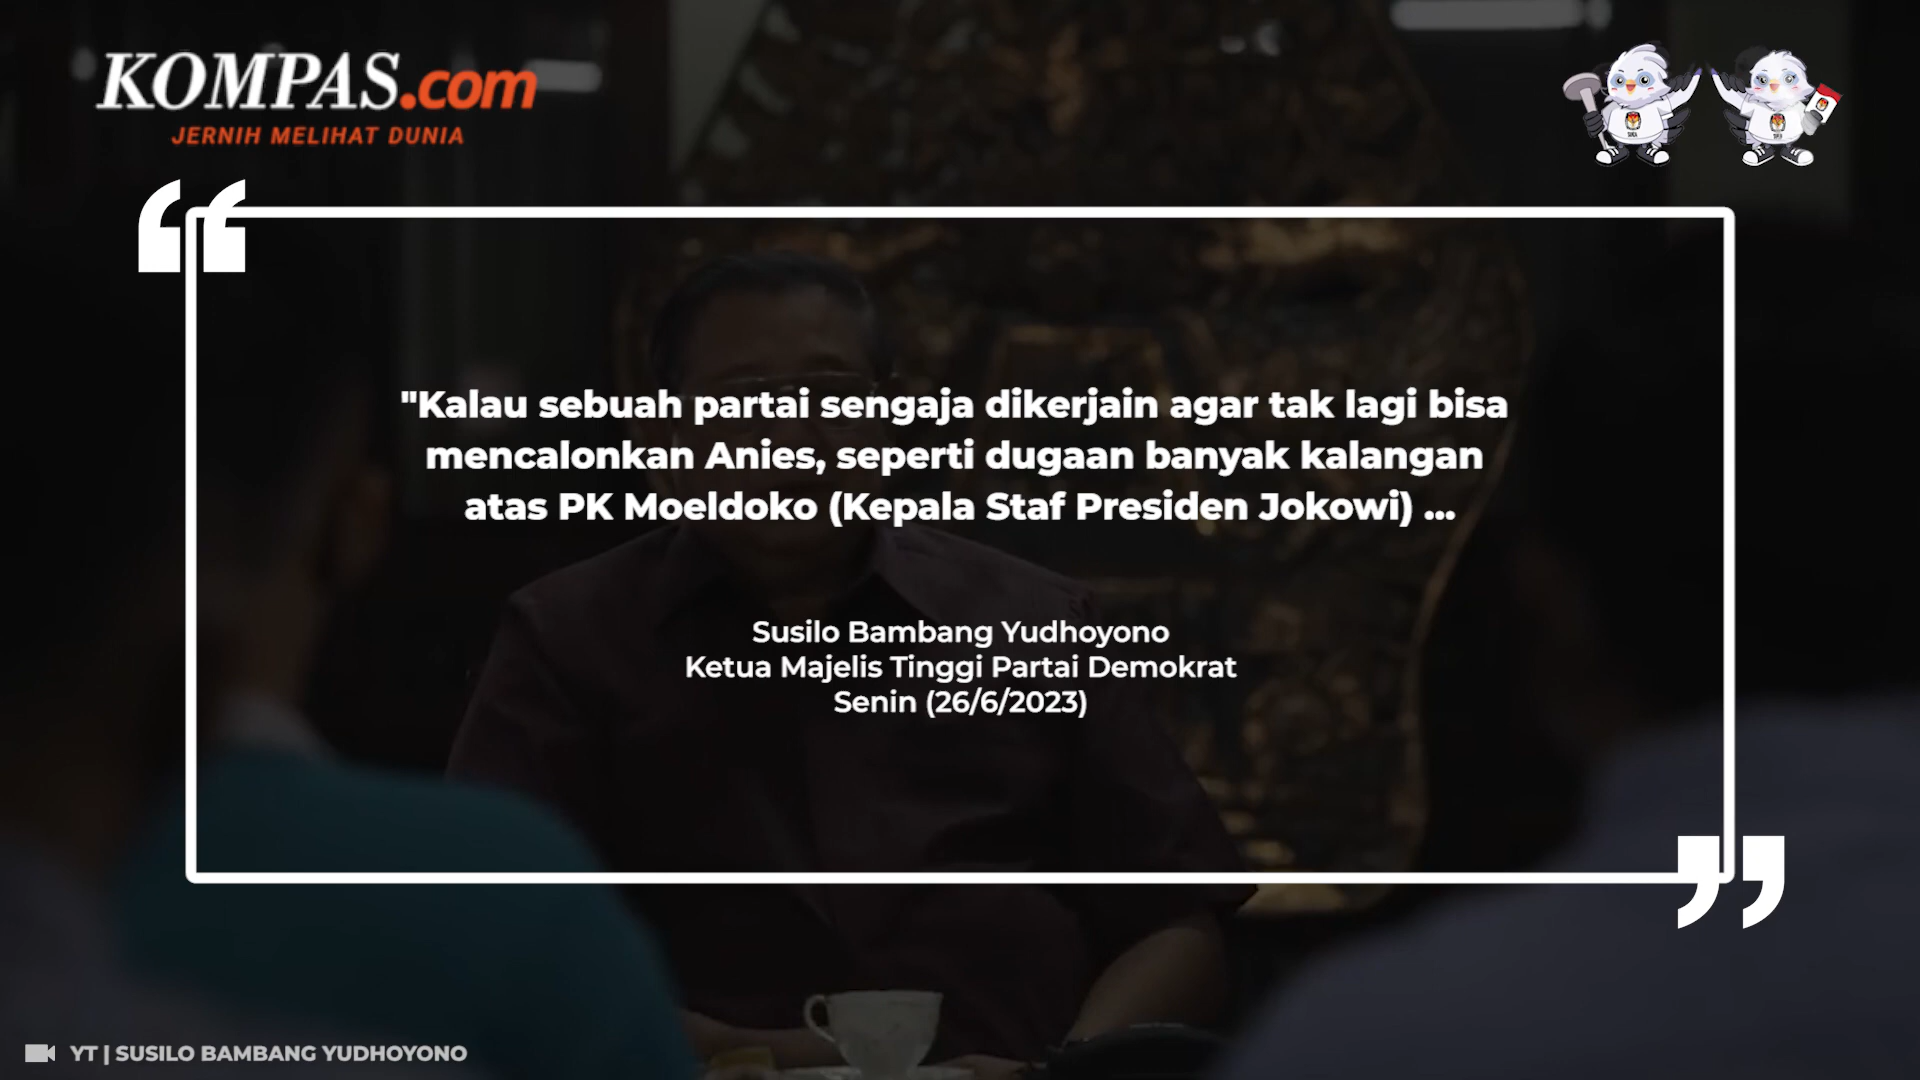 KOMPAS.com
JERNIH MELIHAT DUNIA
"Kalau sebuah partai sengaja dikerjain agar tak lagi bisa
mencalonkan Anies, seperti dugaan banyak kalangan
atas PK Moeldoko (Kepala Staf Presiden Jokowi) ...
Susilo Bambang Yudhoyono
Ketua Majelis Tinggi Partai Demokrat
Senin (26/6/2023)
YT | SUSILO BAMBANG YUDHOYONO